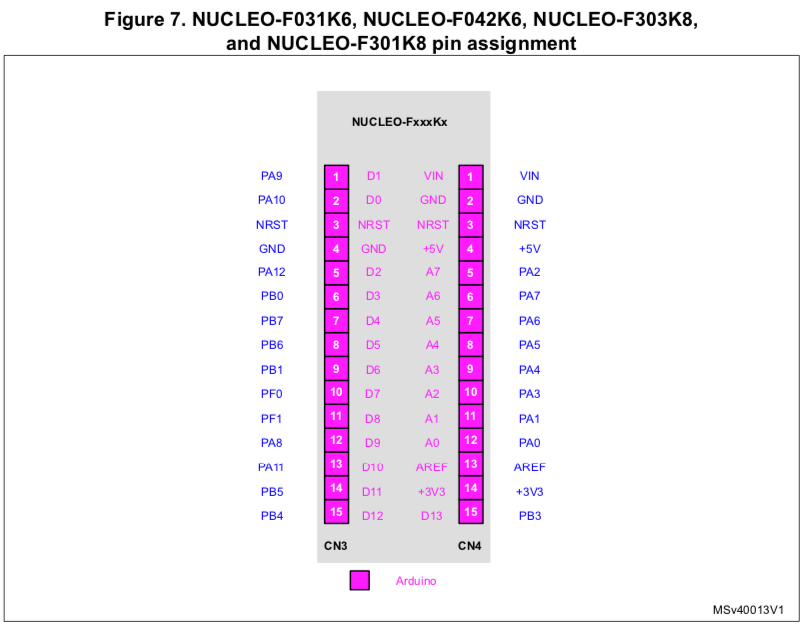 Figure 7. NUCLEO-F031K6, NUCLEO-F042K6, NUCLEO-F303K8,
and NUCLEO-F301K8 pin assignment
NUCLEO-FxxxKx
PA9 1 D1 VIN 1 VIN
PA10 2 D0 GND 2 GND
NRST 3 NRST NRST 3 NRST
GND 4 GND +5V 4 +5V
PA12 5 D2 A7 5 PA2
PB0 6 D3 A6 6 PA7
PB7 7 D4 A5 7 PA6
PB6 8 D5 A4 8 PA5
PB1 9 D6 A3 9 PA4
PF0 10 D7 A2 10 PA3
PF1 11 D8 A1 11 PA1
PA8 12 D9 A0 12 PA0
PA11 13 D10 AREF 13 AREF
PB5 14 D11 +3V3 14 +3V3
PB4 15 D12 D13 15 PB3
CN3 CN4
Arduino
MSv40013V1